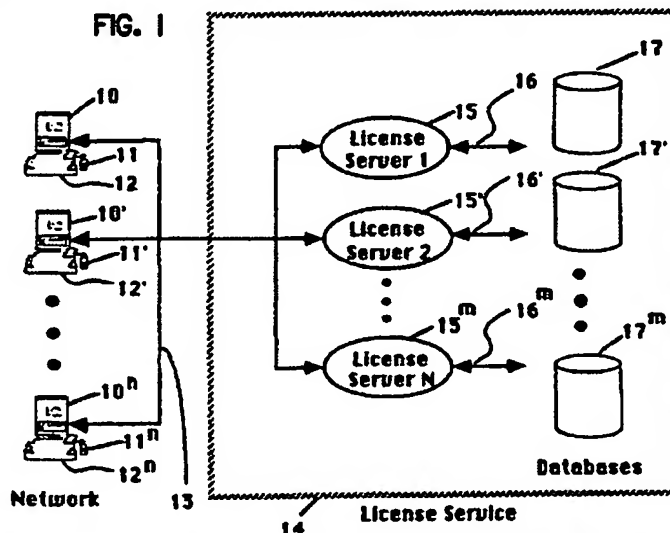 FIG. 1
10
11
12
10'
11'
12'
10ⁿ
11ⁿ
12ⁿ
Network
13
15
16
17
License
Server 1
15'
16'
17'
License
Server 2
15ᵐ
16ᵐ
17ᵐ
License
Server N
Databases
14
License Service